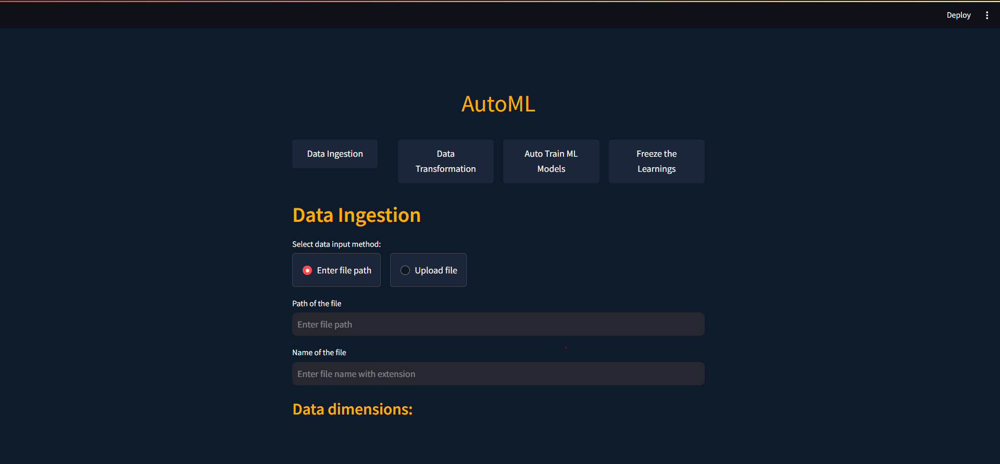 Deploy
AutoML
Data Ingestion
Data
Transformation
Auto Train ML
Models
Freeze the
Learnings
Data Ingestion
Select data input method:
Enter file path
Upload file
Path of the file
Enter file path
Name of the file
Enter file name with extension
Data dimensions: